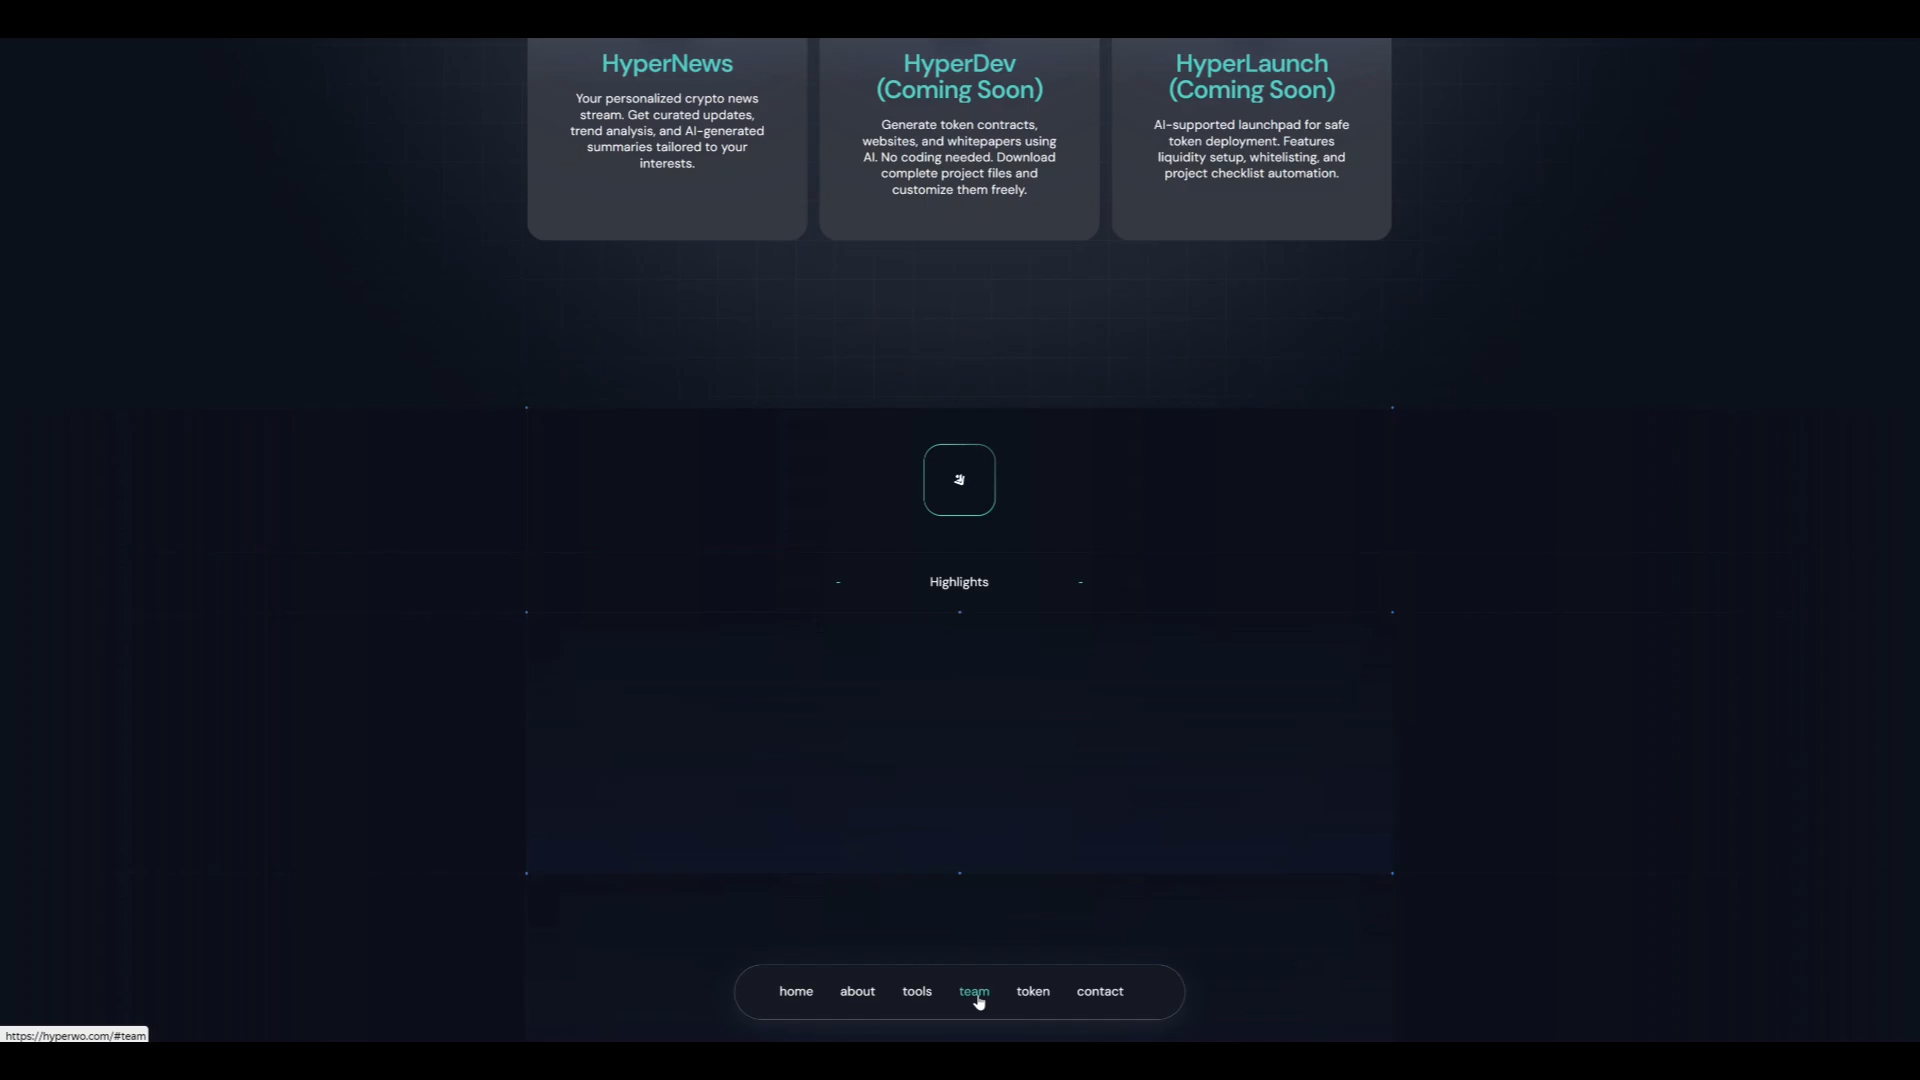 HyperNews
Your personalized crypto news
stream. Get curated updates,
trend analysis, and AI-generated
summaries tailored to your
interests.
HyperDev
(Coming Soon)
Generate token contracts,
websites, and whitepapers using
AI. No coding needed. Download
complete project files and
customize them freely.
HyperLaunch
(Coming Soon)
AI-supported launchpad for safe
token deployment. Features
liquidity setup, whitelisting, and
project checklist automation.
- Highlights -
home about tools team token contact
https://hyperwo.com/#team